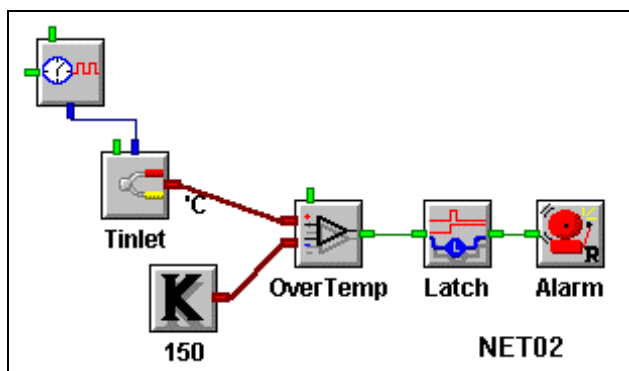 'C
Tinlet
K
OverTemp
L
Latch
R
Alarm
150
NET02